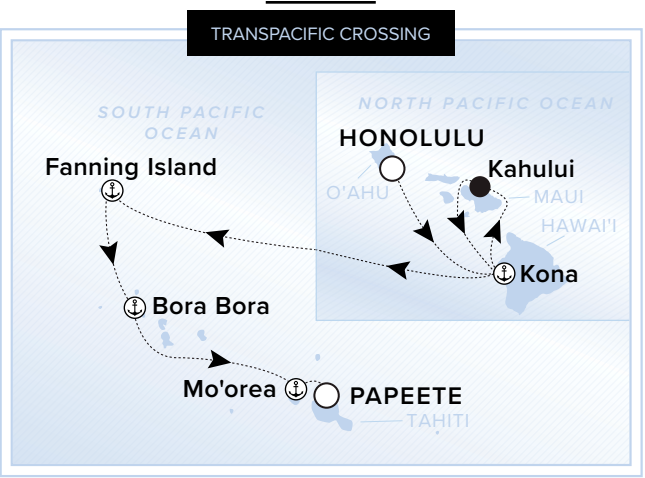 TRANSPACIFIC CROSSING
SOUTH PACIFIC
OCEAN
NORTH PACIFIC OCEAN
HONOLULU
Fanning Island
Kahului
O'AHU
MAUI
HAWAI'I
Kona
Bora Bora
Mo'orea
PAPEETE
TAHITI